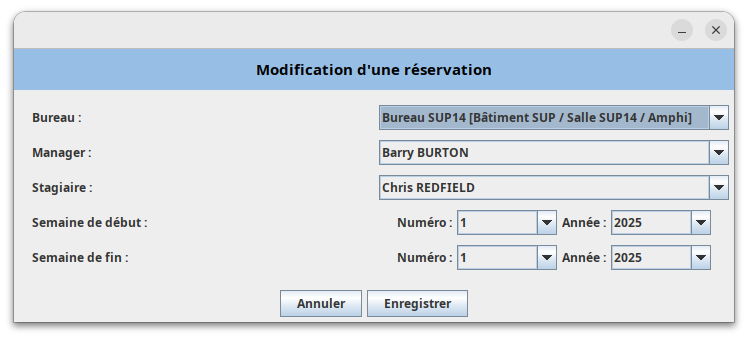 Modification d'une réservation
Bureau : Bureau SUP14 [Bâtiment SUP / Salle SUP14 / Amphi]
Manager : Barry BURTON
Stagiaire : Chris REDFIELD
Semaine de début : Numéro : 1 Année : 2025
Semaine de fin : Numéro : 1 Année : 2025
Annuler Enregistrer